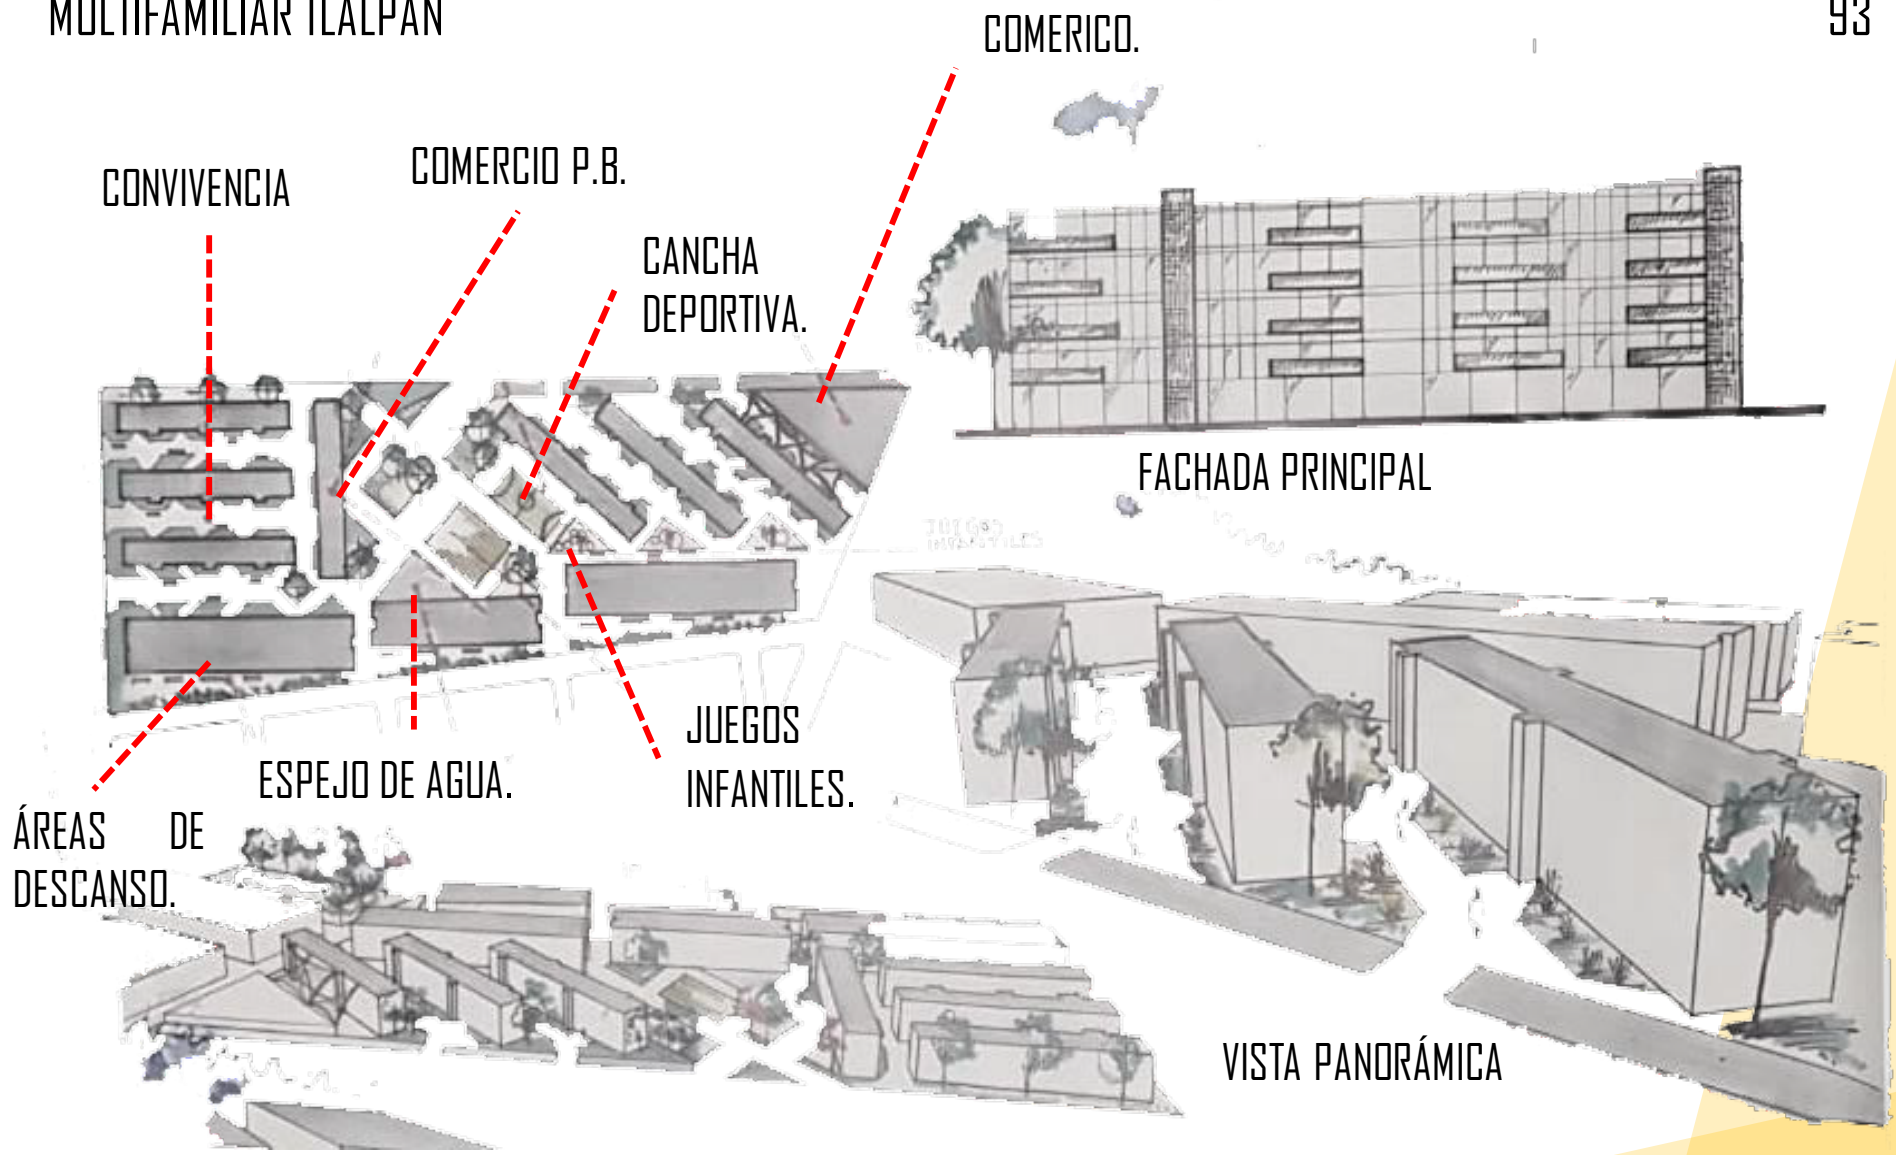 MULTIFAMILIAR TLALPAN
93
COMERICO.
CONVIVENCIA
COMERCIO P.B.
CANCHA
DEPORTIVA.
FACHADA PRINCIPAL
JUEGOS
INFANTILES.
ESPEJO DE AGUA.
ÁREAS DE
DESCANSO.
VISTA PANORÁMICA